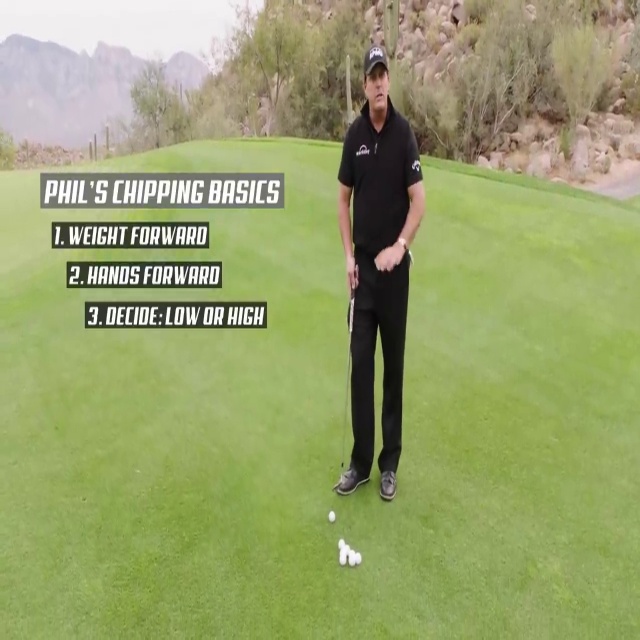 PHIL'S CHIPPING BASICS
1. WEIGHT FORWARD
2. HANDS FORWARD
3. DECIDE: LOW OR HIGH